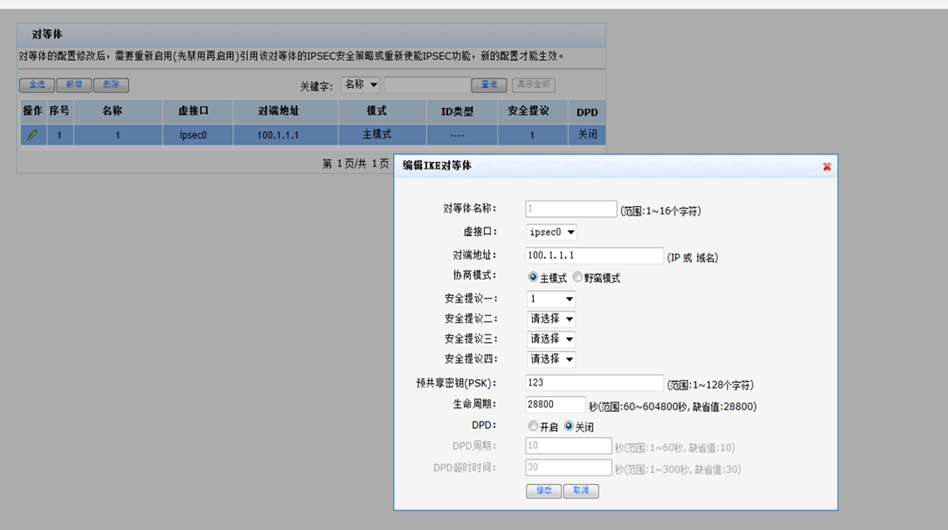 对等体
对等体的配置修改后，需要重新启用(先禁用再启用)引用该对等体的IPSEC安全策略或重新使能IPSEC功能，新的配置才能生效。
全选 新增 删除 关键字: 名称 查询 显示全部
操作 序号 名称 虚接口 对端地址 模式 ID类型 安全提议 DPD
1 1 ipsec0 100.1.1.1 主模式 ---- 1 关闭
第 1 页/共 1 页
编辑IKE对等体
对等体名称: 1 (范围:1~16个字符)
虚接口: ipsec0
对端地址: 100.1.1.1 (IP 或 域名)
协商模式: 主模式 野蛮模式
安全提议一: 1
安全提议二: 请选择
安全提议三: 请选择
安全提议四: 请选择
预共享密钥(PSK): 123 (范围:1~128个字符)
生命周期: 28800 秒(范围:60~604800秒, 缺省值:28800)
DPD: 开启 关闭
DPD周期: 10 秒(范围:1~60秒, 缺省值:10)
DPD超时时间: 30 秒(范围:1~300秒, 缺省值:30)
修改 取消